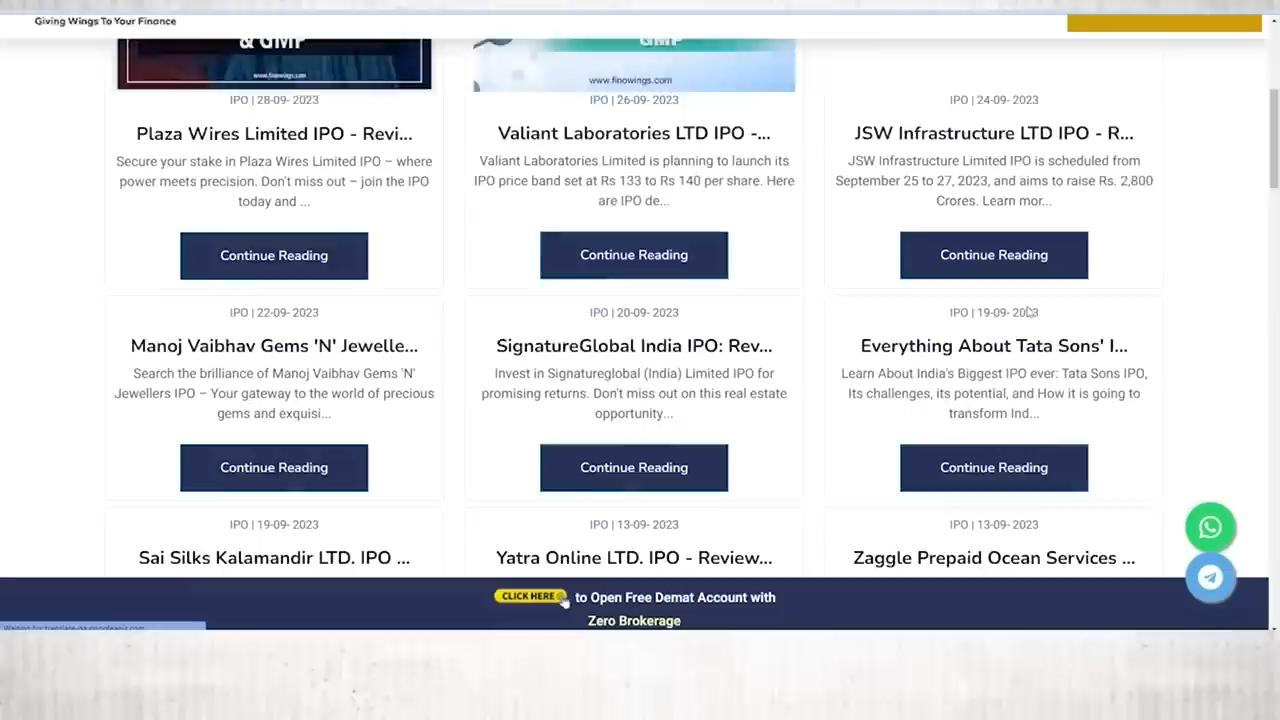 Giving Wings To Your Finance
& GMP
GMP
www.finowings.com
www.finowings.com
IPO | 28-09- 2023
IPO | 26-09- 2023
IPO | 24-09- 2023
Plaza Wires Limited IPO - Revi...
Valiant Laboratories LTD IPO -...
JSW Infrastructure LTD IPO - R...
Secure your stake in Plaza Wires Limited IPO – where
power meets precision. Don't miss out – join the IPO
today and ...
Valiant Laboratories Limited is planning to launch its
IPO price band set at Rs 133 to Rs 140 per share. Here
are IPO de...
JSW Infrastructure Limited IPO is scheduled from
September 25 to 27, 2023, and aims to raise Rs. 2,800
Crores. Learn mor...
Continue Reading
Continue Reading
Continue Reading
IPO | 22-09- 2023
IPO | 20-09- 2023
IPO | 19-09- 2023
Manoj Vaibhav Gems 'N' Jewelle...
SignatureGlobal India IPO: Rev...
Everything About Tata Sons' I...
Search the brilliance of Manoj Vaibhav Gems 'N'
Jewellers IPO – Your gateway to the world of precious
gems and exquisi...
Invest in Signatureglobal (India) Limited IPO for
promising returns. Don't miss out on this real estate
opportunity...
Learn About India's Biggest IPO ever: Tata Sons IPO,
Its challenges, its potential, and How it is going to
transform Ind...
Continue Reading
Continue Reading
Continue Reading
IPO | 19-09- 2023
IPO | 13-09- 2023
IPO | 13-09- 2023
Sai Silks Kalamandir LTD. IPO ...
Yatra Online LTD. IPO - Review...
Zaggle Prepaid Ocean Services ...
CLICK HERE to Open Free Demat Account with
Zero Brokerage